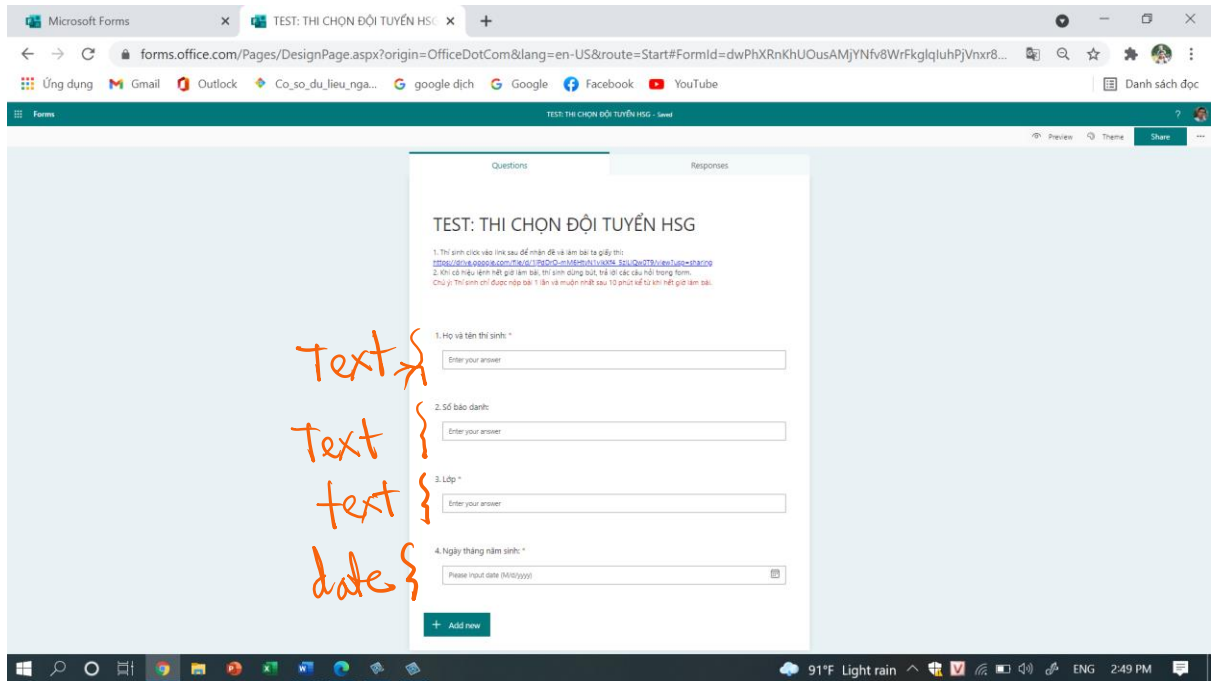 Microsoft Forms
TEST: THI CHỌN ĐỘI TUYỂN HSG
forms.office.com/Pages/DesignPage.aspx?origin=OfficeDotCom&lang=en-US&route=Start#FormId=dwPhXRnKhUOusAMjYNfv8WrFkglqIuhPjVnxr8...
Ứng dụng Gmail Outlock Co_so_du_lieu_nga... google dịch Google Facebook YouTube Danh sách đọc
Forms TEST: THI CHỌN ĐỘI TUYỂN HSG - Saved ?
Preview Theme Share
Questions Responses
TEST: THI CHỌN ĐỘI TUYỂN HSG
1. Thí sinh click vào link sau để nhận đề và làm bài ra giấy thi:
2. Khi có hiệu lệnh hết giờ làm bài, thí sinh dừng bút, trả lời các câu hỏi trong form.
Chú ý: Thí sinh chỉ được nộp bài 1 lần và muộn nhất sau 10 phút kể từ khi hết giờ làm bài.
1. Họ và tên thí sinh: *
Text
Enter your answer
2. Số báo danh:
Text
Enter your answer
3. Lớp *
text
Enter your answer
4. Ngày tháng năm sinh: *
date
Please input date (M/d/yyyy)
+ Add new
91°F Light rain ENG 2:49 PM